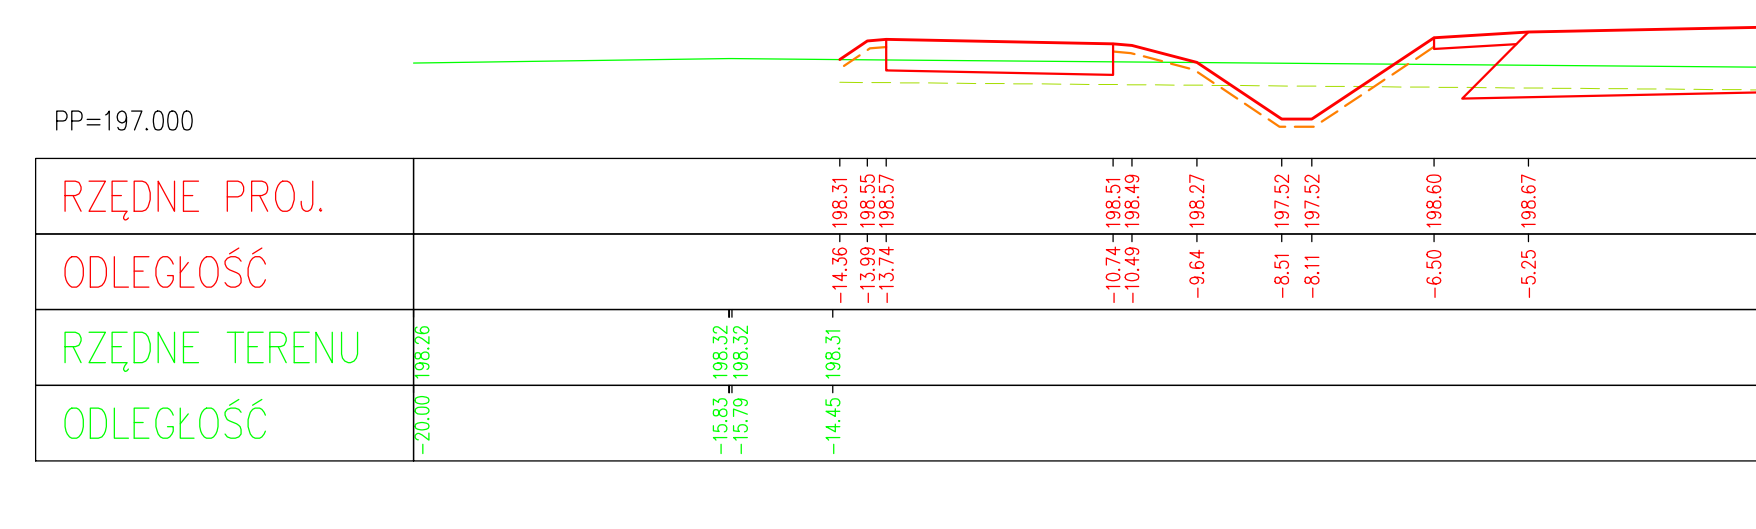 PP=197.000
RZĘDNE PROJ.
198.31 198.55 198.57 198.51 198.49 198.27 197.52 197.52 198.60 198.67
ODLEGŁOŚĆ
-14.36 -13.99 -13.74 -10.74 -10.49 -9.64 -8.51 -8.11 -6.50 -5.25
RZĘDNE TERENU
198.26 198.32 198.32 198.31
ODLEGŁOŚĆ
-20.00 -15.83 -15.79 -14.45